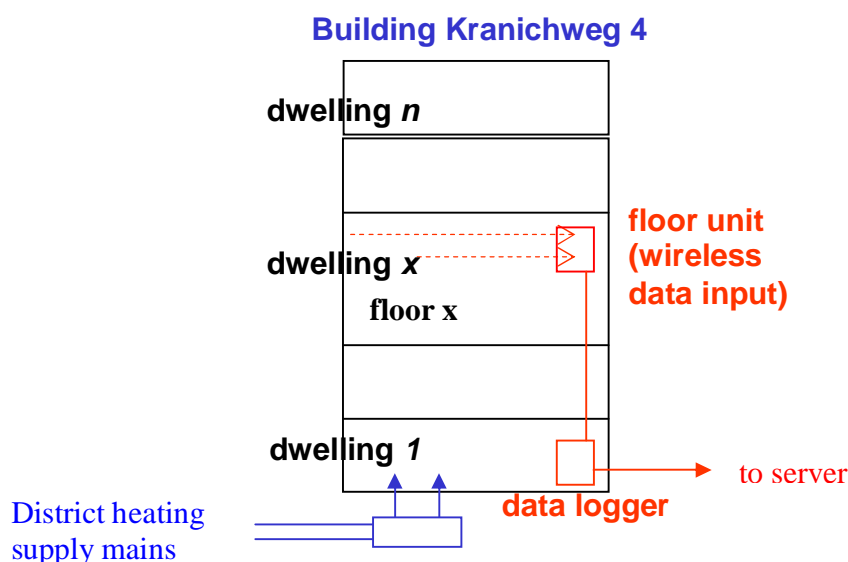 Building Kranichweg 4
dwelling n
floor unit
(wireless
data input)
dwelling x
floor x
dwelling 1
to server
data logger
District heating
supply mains